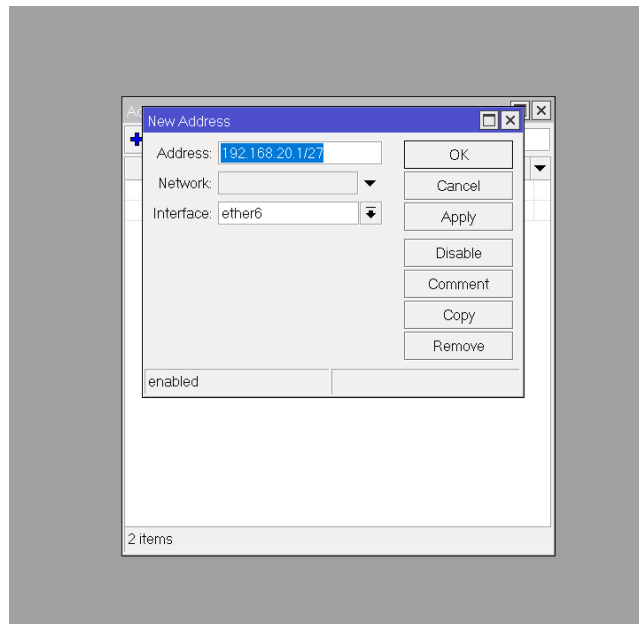 New Address
Address: 192.168.20.1/27
Network:
Interface: ether6
OK
Cancel
Apply
Disable
Comment
Copy
Remove
enabled
2 items